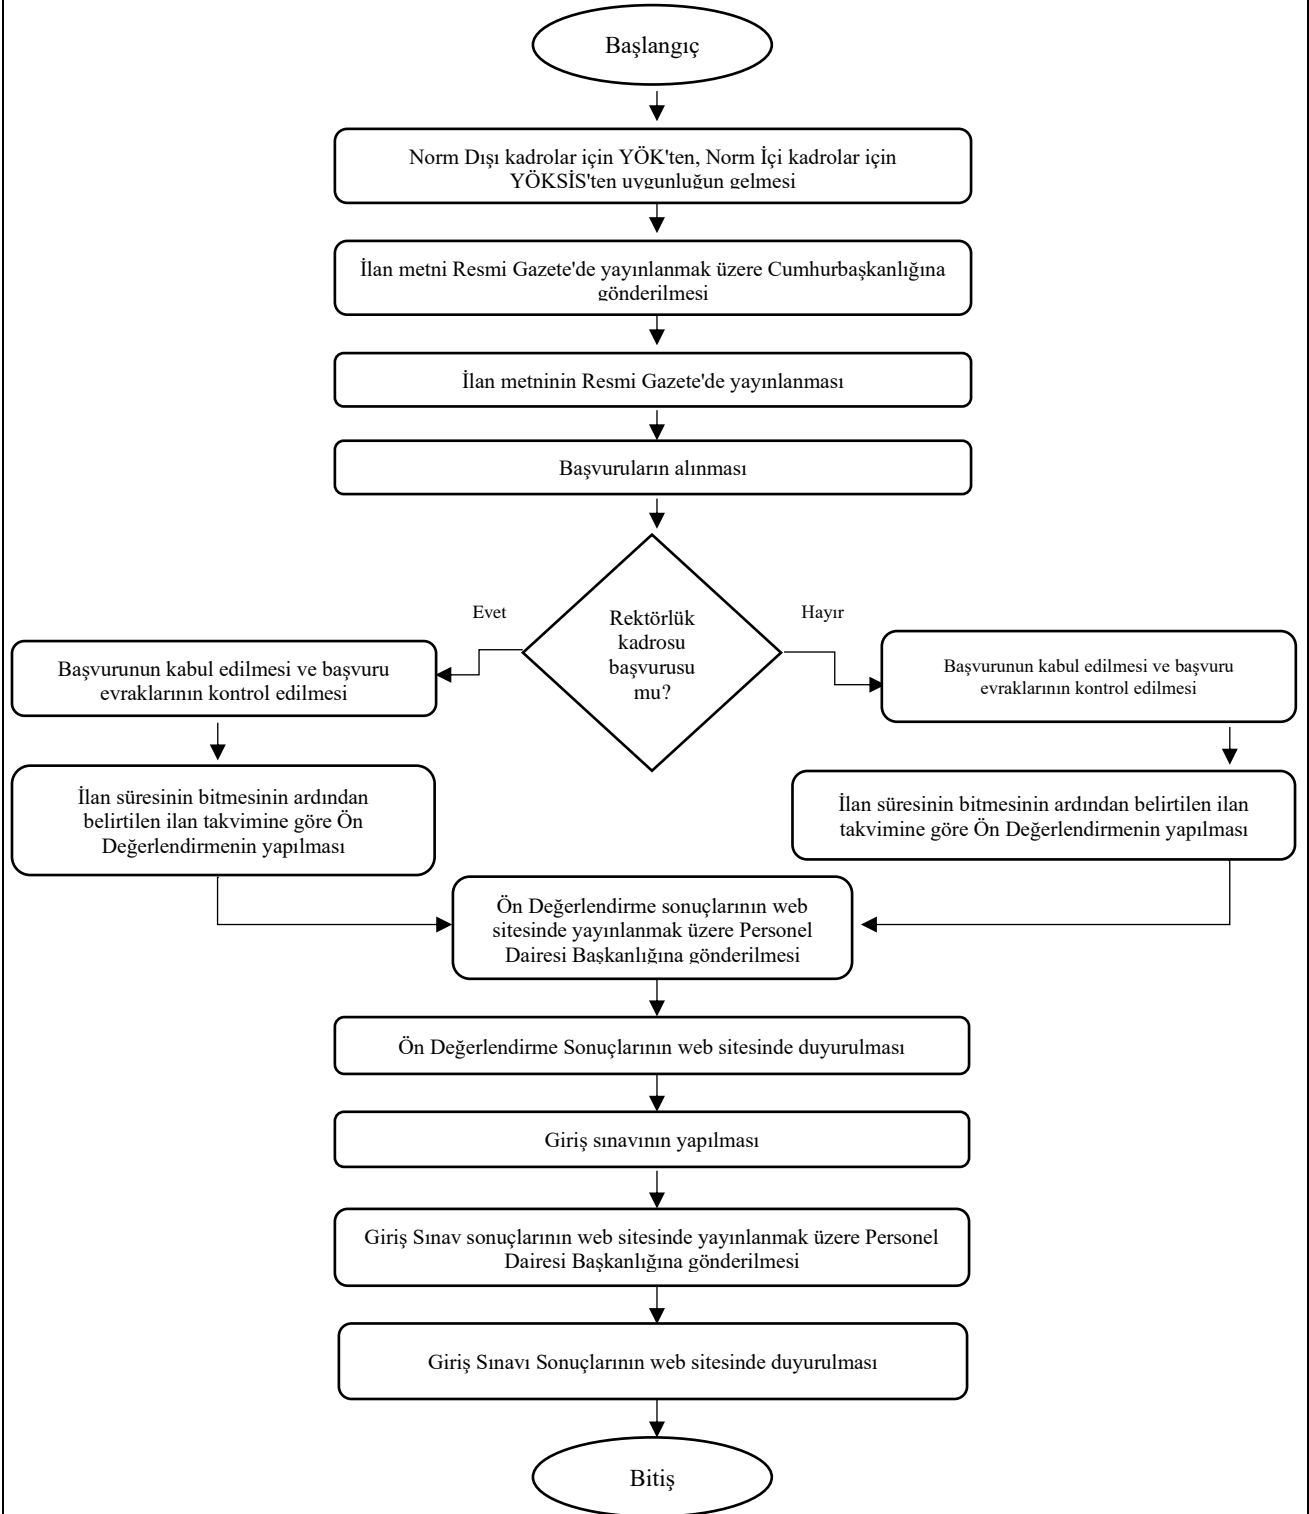 Başlangıç
Norm Dışı kadrolar için YÖK'ten, Norm İçi kadrolar için
YÖKSİS'ten uygunluğun gelmesi
İlan metni Resmi Gazete'de yayınlanmak üzere Cumhurbaşkanlığına
gönderilmesi
İlan metninin Resmi Gazete'de yayınlanması
Başvuruların alınması
Rektörlük
kadrosu
başvurusu
mu?
Evet
Hayır
Başvurunun kabul edilmesi ve başvuru
evraklarının kontrol edilmesi
Başvurunun kabul edilmesi ve başvuru
evraklarının kontrol edilmesi
İlan süresinin bitmesinin ardından
belirtilen ilan takvimine göre Ön
Değerlendirmenin yapılması
İlan süresinin bitmesinin ardından belirtilen ilan
takvimine göre Ön Değerlendirmenin yapılması
Ön Değerlendirme sonuçlarının web
sitesinde yayınlanmak üzere Personel
Dairesi Başkanlığına gönderilmesi
Ön Değerlendirme Sonuçlarının web sitesinde duyurulması
Giriş sınavının yapılması
Giriş Sınav sonuçlarının web sitesinde yayınlanmak üzere Personel
Dairesi Başkanlığına gönderilmesi
Giriş Sınavı Sonuçlarının web sitesinde duyurulması
Bitiş